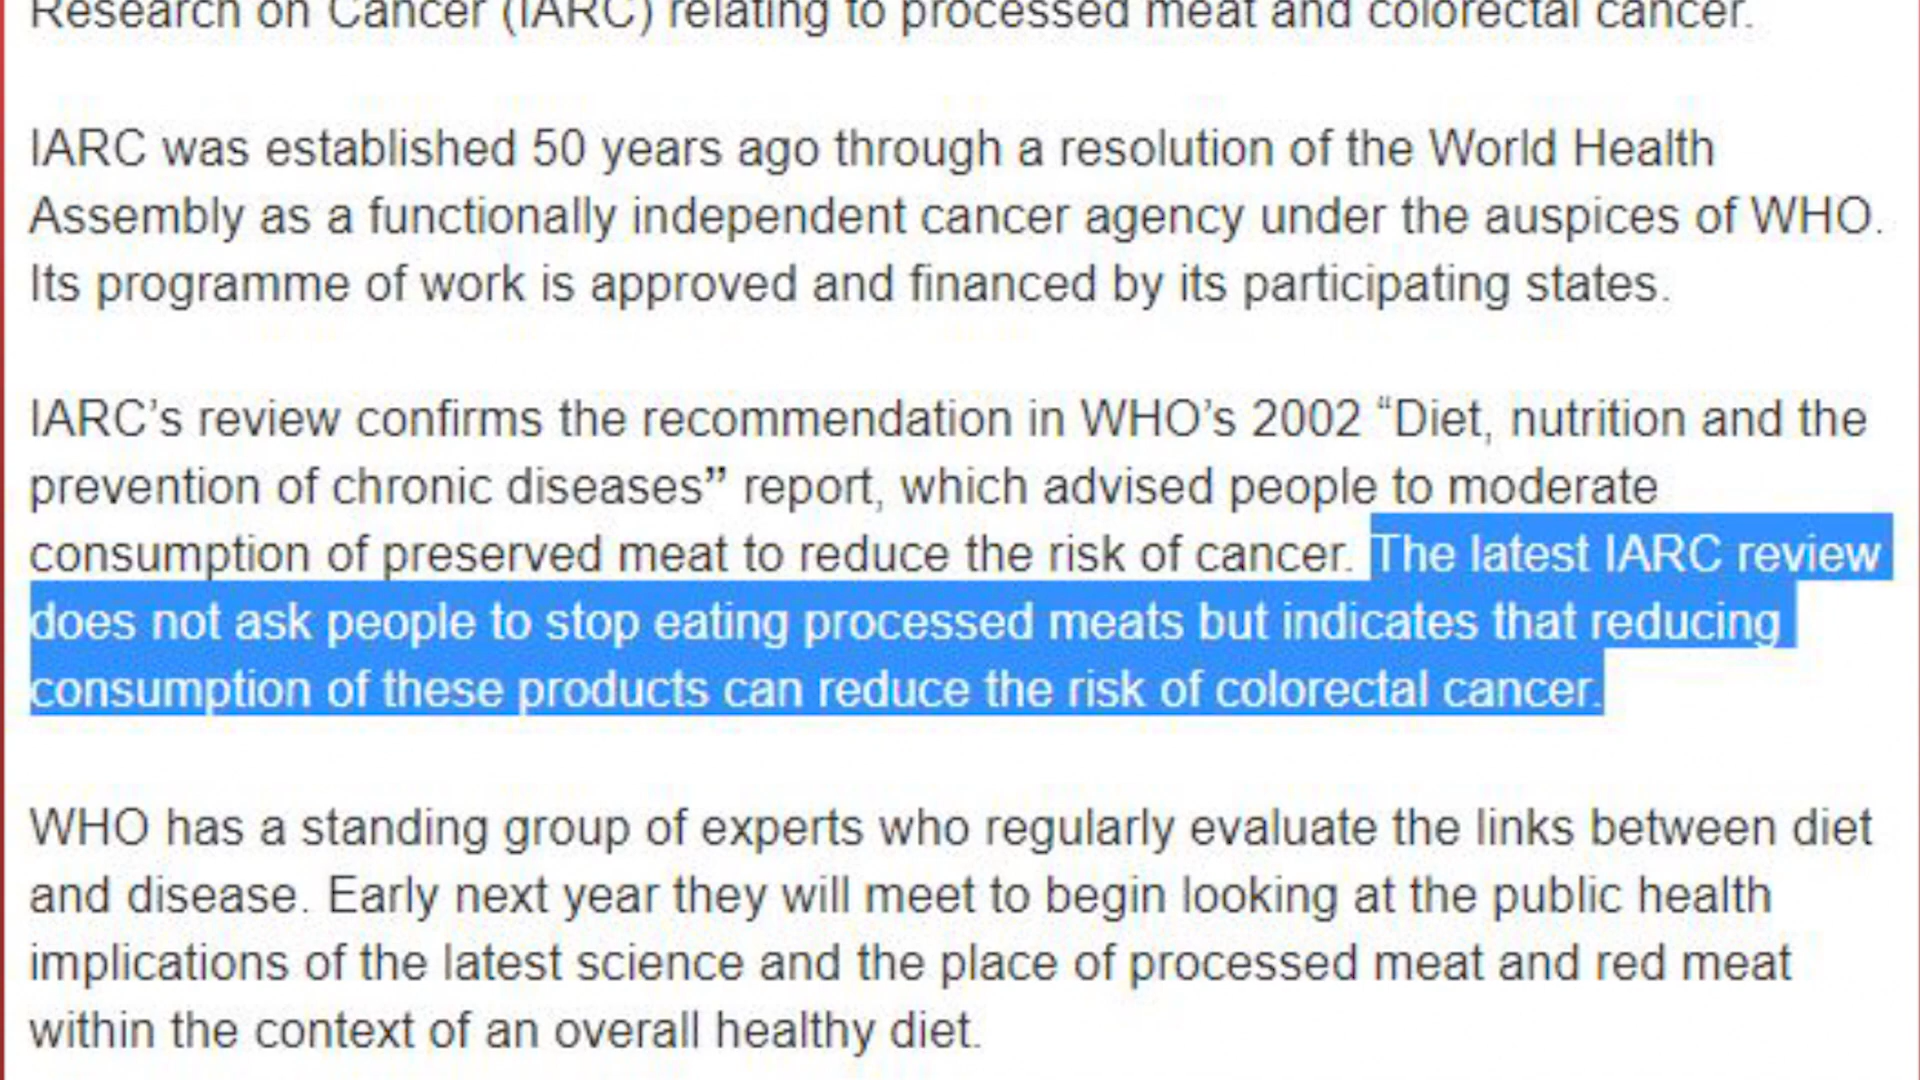 Research on Cancer (IARC) relating to processed meat and colorectal cancer.
IARC was established 50 years ago through a resolution of the World Health
Assembly as a functionally independent cancer agency under the auspices of WHO.
Its programme of work is approved and financed by its participating states.
IARC’s review confirms the recommendation in WHO’s 2002 “Diet, nutrition and the
prevention of chronic diseases” report, which advised people to moderate
consumption of preserved meat to reduce the risk of cancer. The latest IARC review
does not ask people to stop eating processed meats but indicates that reducing
consumption of these products can reduce the risk of colorectal cancer.
WHO has a standing group of experts who regularly evaluate the links between diet
and disease. Early next year they will meet to begin looking at the public health
implications of the latest science and the place of processed meat and red meat
within the context of an overall healthy diet.